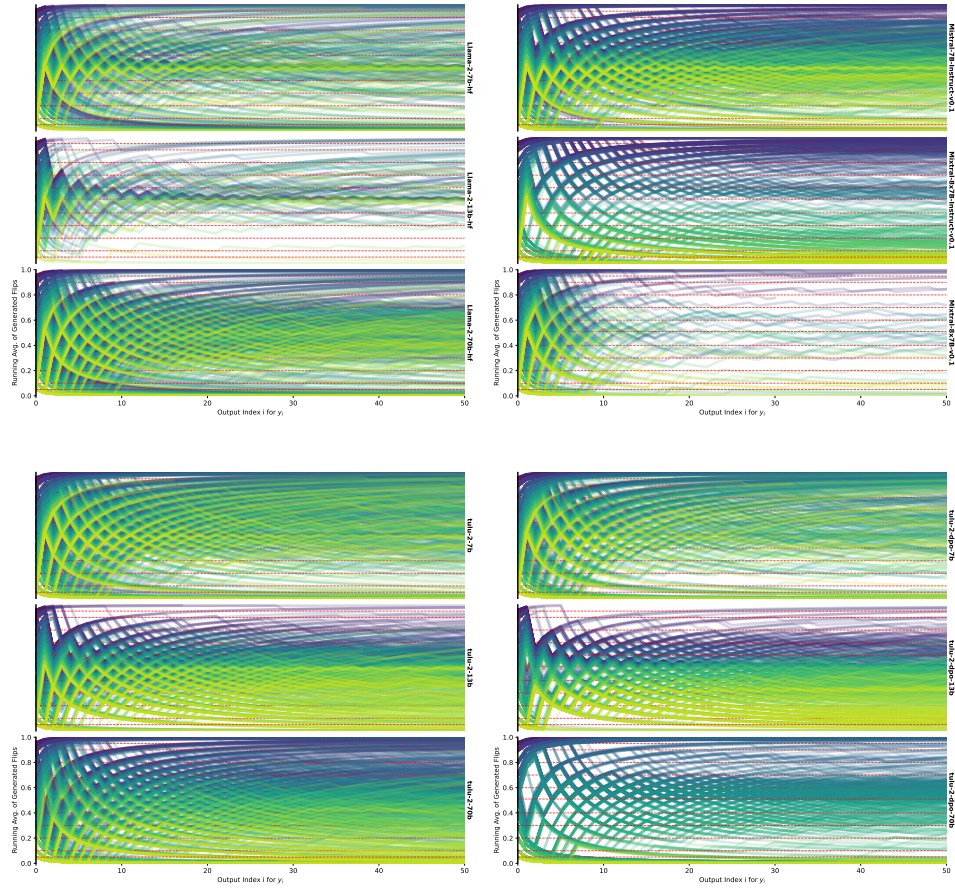 Llama-2-7b-hf
Llama-2-13b-hf
1.0
0.8
0.6
0.4
0.2
0.0
Running Avg. of Generated Flips
Llama-2-70b-hf
0
10
20
30
40
50
Output Index i for yi
Mistral-7B-Instruct-v0.1
Mixtral-8x7B-Instruct-v0.1
1.0
0.8
0.6
0.4
0.2
0.0
Running Avg. of Generated Flips
Mixtral-8x7B-v0.1
0
10
20
30
40
50
Output Index i for yi
tulu-2-7b
tulu-2-13b
1.0
0.8
0.6
0.4
0.2
0.0
Running Avg. of Generated Flips
tulu-2-70b
0
10
20
30
40
50
Output Index i for yi
tulu-2-dpo-7b
tulu-2-dpo-13b
1.0
0.8
0.6
0.4
0.2
0.0
Running Avg. of Generated Flips
tulu-2-dpo-70b
0
10
20
30
40
50
Output Index i for yi